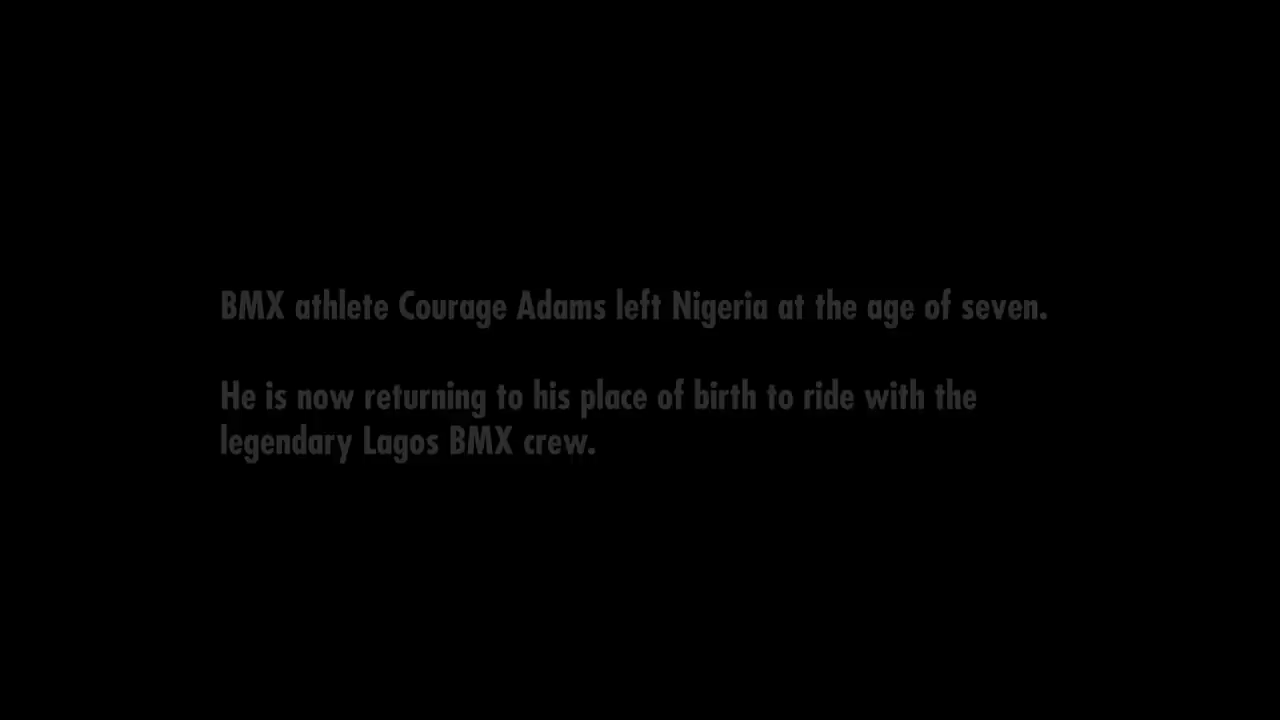 BMX athlete Courage Adams left Nigeria at the age of seven.
He is now returning to his place of birth to ride with the
legendary Lagos BMX crew.